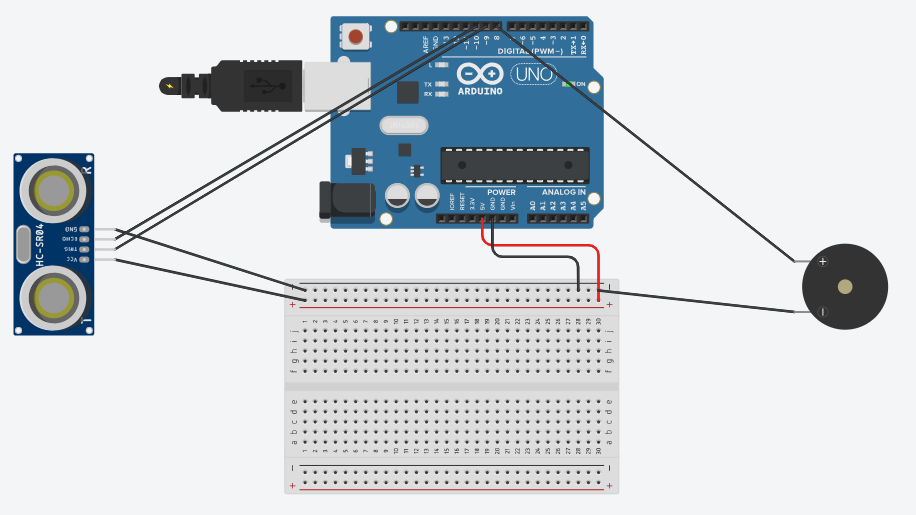 AREF
GND
13
12
~11
~10
~9
8
7
~6
~5
4
~3
2
TX→1
RX←0
DIGITAL (PWM~)
L
TX
RX
UNO
ARDUINO
ON
POWER
ANALOG IN
IOREF
RESET
3.3V
5V
GND
GND
Vin
A0
A1
A2
A3
A4
A5
HC-SR04
GND
ECHO
TRIG
VCC
R
+
−
−
+
−
+
1 2 3 4 5 6 7 8 9 10 11 12 13 14 15 16 17 18 19 20 21 22 23 24 25 26 27 28 29 30
j
i
h
g
f
j
i
h
g
f
e
d
c
b
a
e
d
c
b
a
1 2 3 4 5 6 7 8 9 10 11 12 13 14 15 16 17 18 19 20 21 22 23 24 25 26 27 28 29 30
−
+
−
+